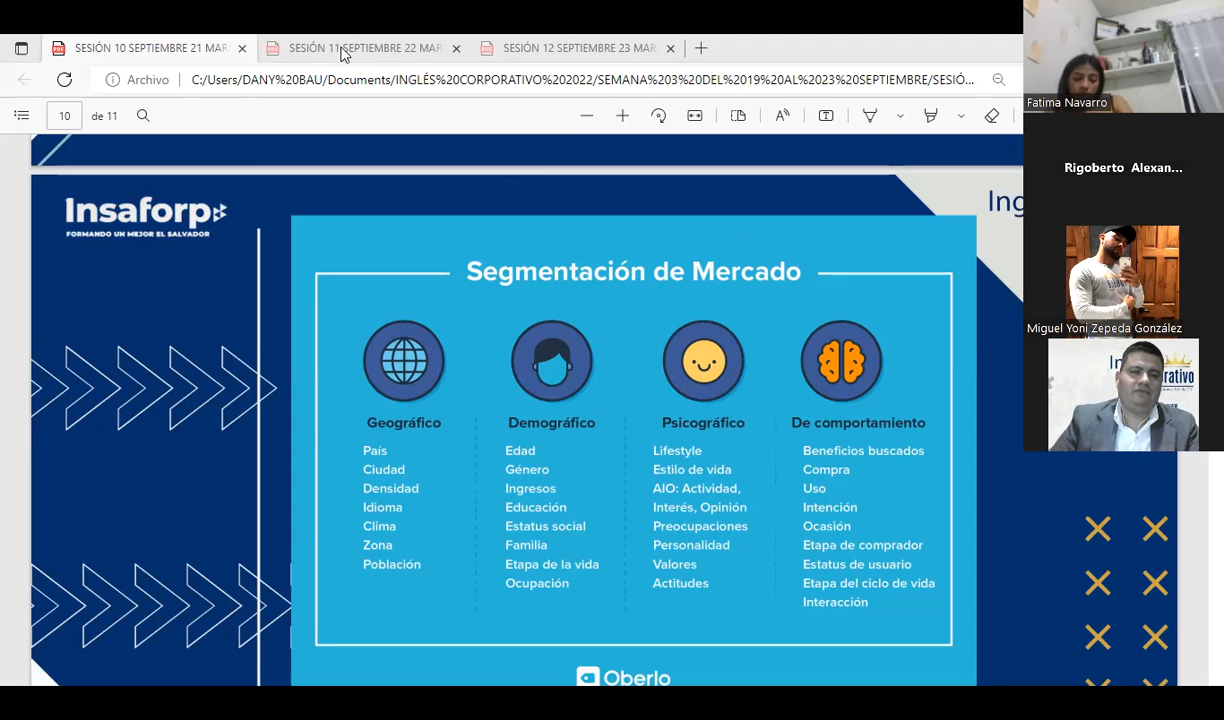 SESIÓN 10 SEPTIEMBRE 21 MAR
SESIÓN 11 SEPTIEMBRE 22 MAR
SESIÓN 12 SEPTIEMBRE 23 MAR
Archivo
C:/Users/DANY%20BAU/Documents/INGLÉS%20CORPORATIVO%202022/SEMANA%203%20DEL%2019%20AL%2023%20SEPTIEMBRE/SESIÓ...
10 de 11
Fatima Navarro
Rigoberto Alexan...
Miguel Yoni Zepeda González
Insaforp
FORMANDO UN MEJOR EL SALVADOR
Ing
In
rativo
Segmentación de Mercado
Geográfico
País
Ciudad
Densidad
Idioma
Clima
Zona
Población
Demográfico
Edad
Género
Ingresos
Educación
Estatus social
Familia
Etapa de la vida
Ocupación
Psicográfico
Lifestyle
Estilo de vida
AIO: Actividad,
Interés, Opinión
Preocupaciones
Personalidad
Valores
Actitudes
De comportamiento
Beneficios buscados
Compra
Uso
Intención
Ocasión
Etapa de comprador
Estatus de usuario
Etapa del ciclo de vida
Interacción
Oberlo